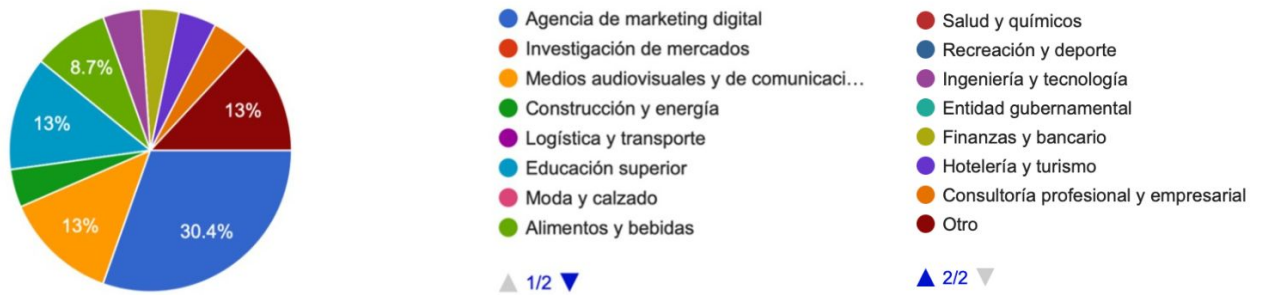 8.7%
13%
13%
13%
30.4%
Agencia de marketing digital
Investigación de mercados
Medios audiovisuales y de comunicaci...
Construcción y energía
Logística y transporte
Educación superior
Moda y calzado
Alimentos y bebidas
1/2
Salud y químicos
Recreación y deporte
Ingeniería y tecnología
Entidad gubernamental
Finanzas y bancario
Hotelería y turismo
Consultoría profesional y empresarial
Otro
2/2